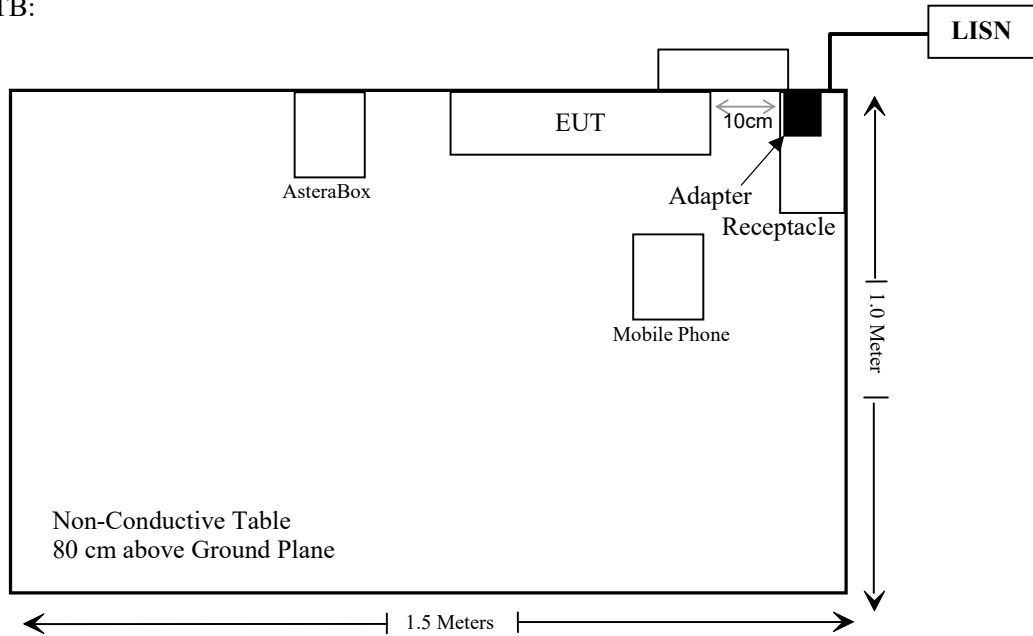 TB:
LISN
EUT
10cm
AsteraBox
Adapter
Receptacle
Mobile Phone
1.0 Meter
Non-Conductive Table
80 cm above Ground Plane
1.5 Meters